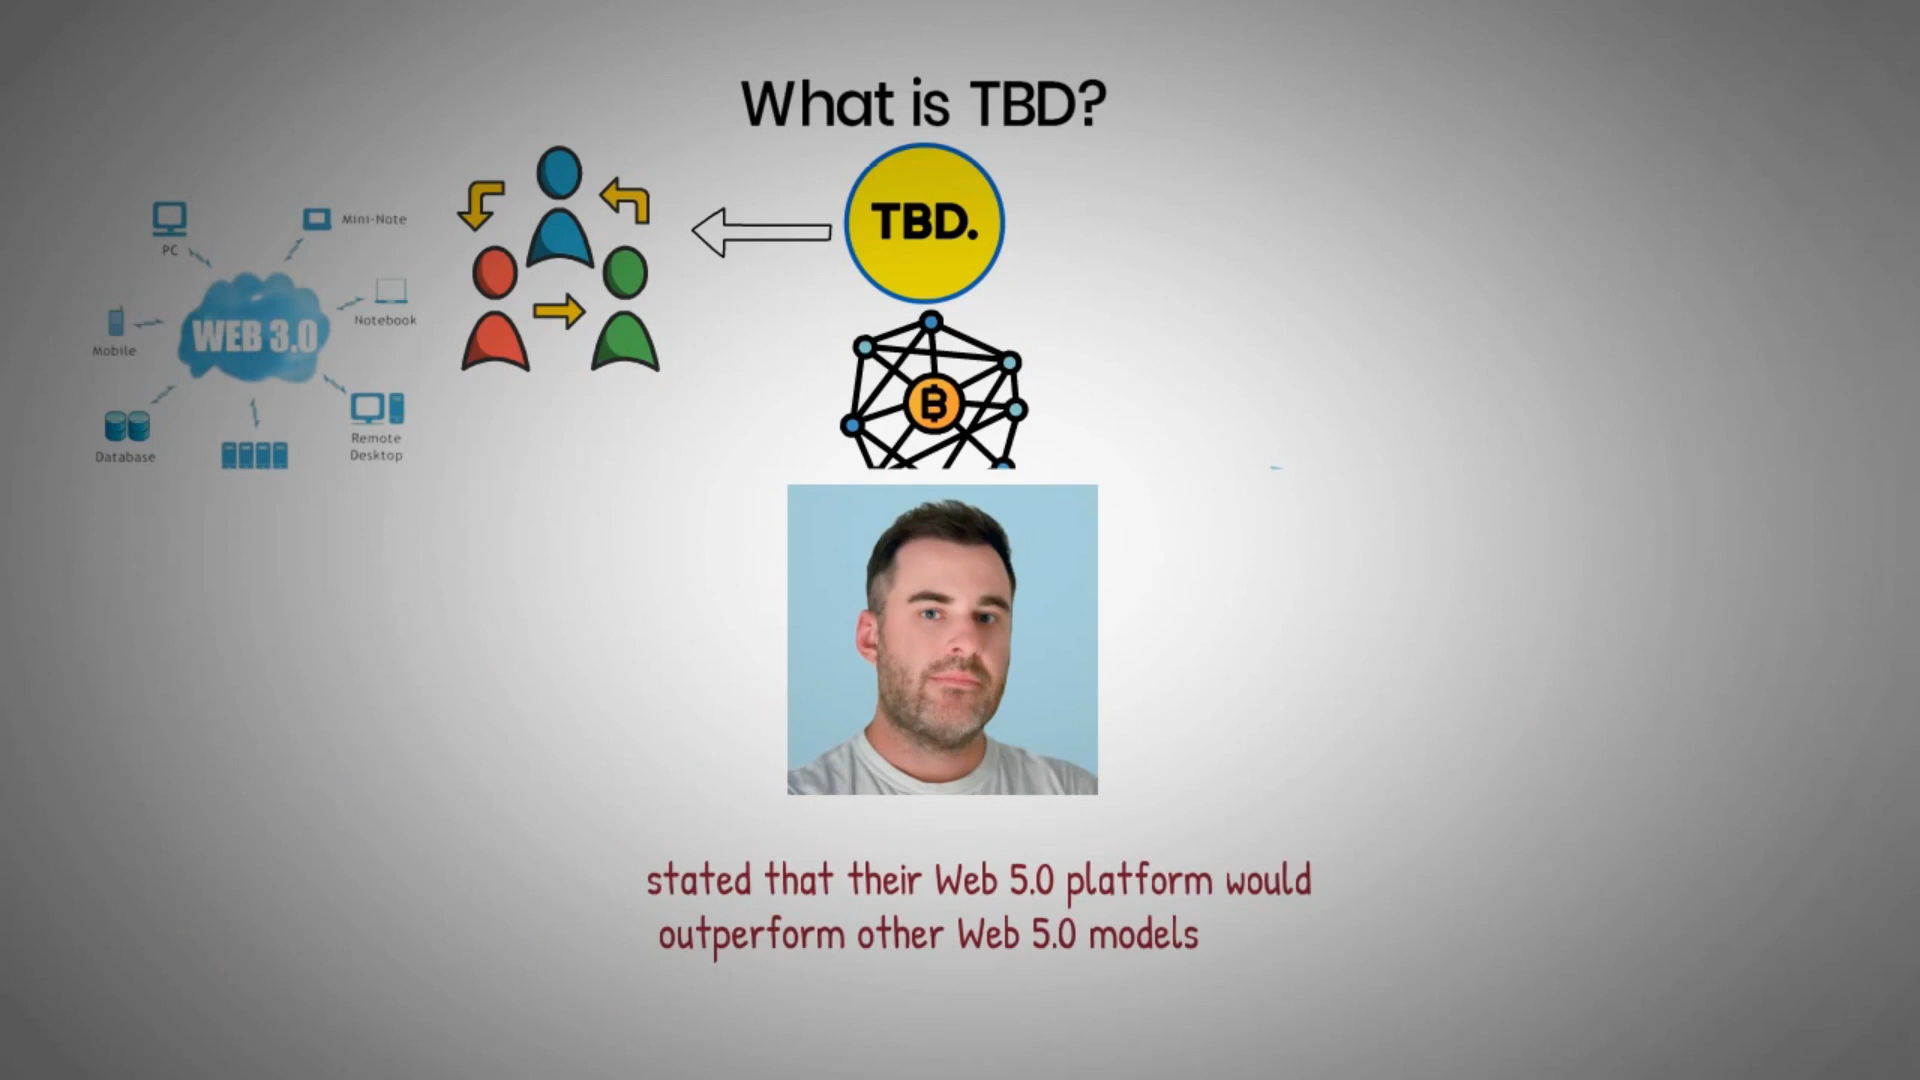 What is TBD?
TBD.
PC
Mini-Note
WEB 3.0
Notebook
Mobile
Database
Remote
Desktop
stated that their Web 5.0 platform would
outperform other Web 5.0 models